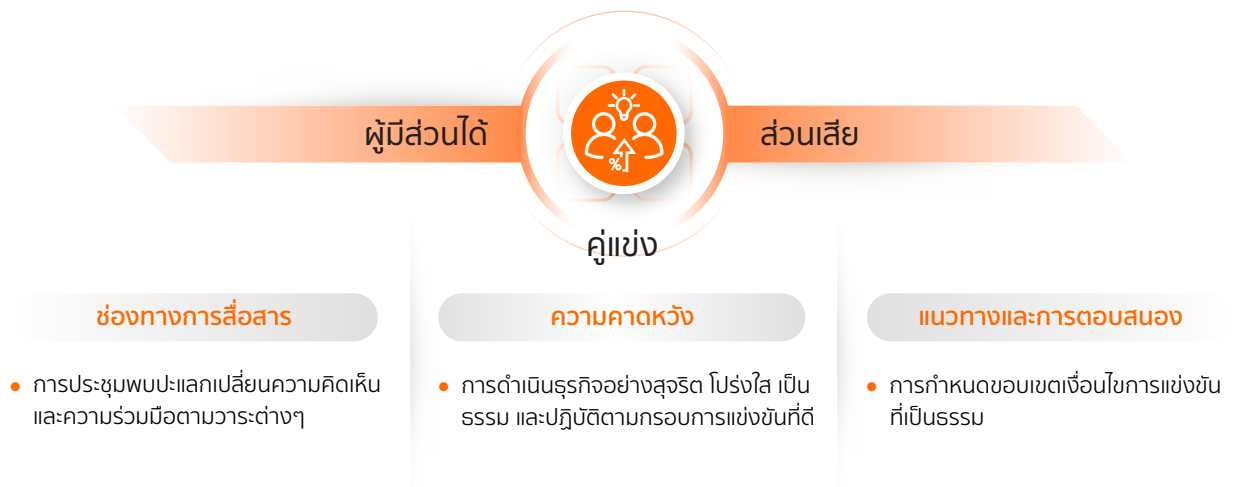 ผู้มีส่วนได้ ส่วนเสีย
%
คู่แข่ง
ช่องทางการสื่อสาร
• การประชุมพบปะแลกเปลี่ยนความคิดเห็น
และความร่วมมือตามวาระต่างๆ
ความคาดหวัง
• การดำเนินธุรกิจอย่างสุจริต โปร่งใส เป็น
ธรรม และปฏิบัติตามกรอบการแข่งขันที่ดี
แนวทางและการตอบสนอง
• การกำหนดขอบเขตเงื่อนไขการแข่งขัน
ที่เป็นธรรม